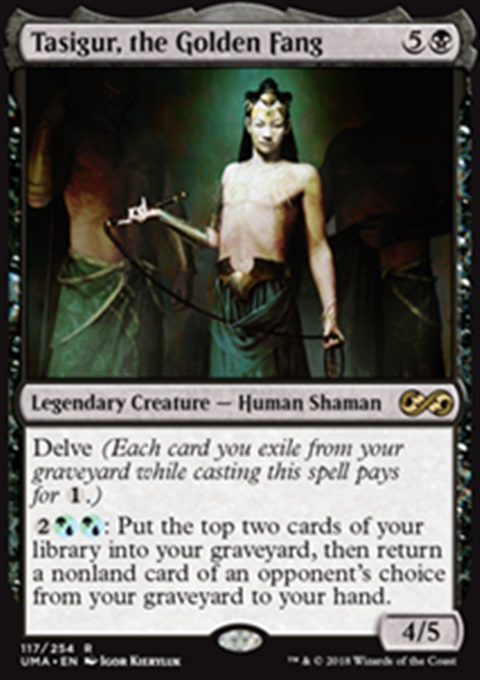 Tasigur, the Golden Fang 5
Legendary Creature — Human Shaman
Delve (Each card you exile from your
graveyard while casting this spell pays
for 1.)
2: Put the top two cards of your
library into your graveyard, then return
a nonland card of an opponent's choice
from your graveyard to your hand.
4/5
117/254 R
UMA • EN Igor Kieryluk
™ & © 2018 Wizards of the Coast